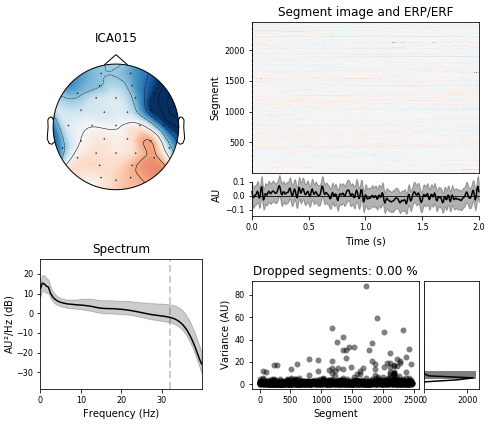 ICA015
Segment image and ERP/ERF
Segment
2000
1500
1000
500
AU
0.1
0.0
−0.1
0.0 0.5 1.0 1.5 2.0
Time (s)
Spectrum
AU²/Hz (dB)
20
10
0
−10
−20
−30
0 10 20 30
Frequency (Hz)
Dropped segments: 0.00 %
Variance (AU)
80
60
40
20
0
0 500 1000 1500 2000 2500 0 2000
Segment